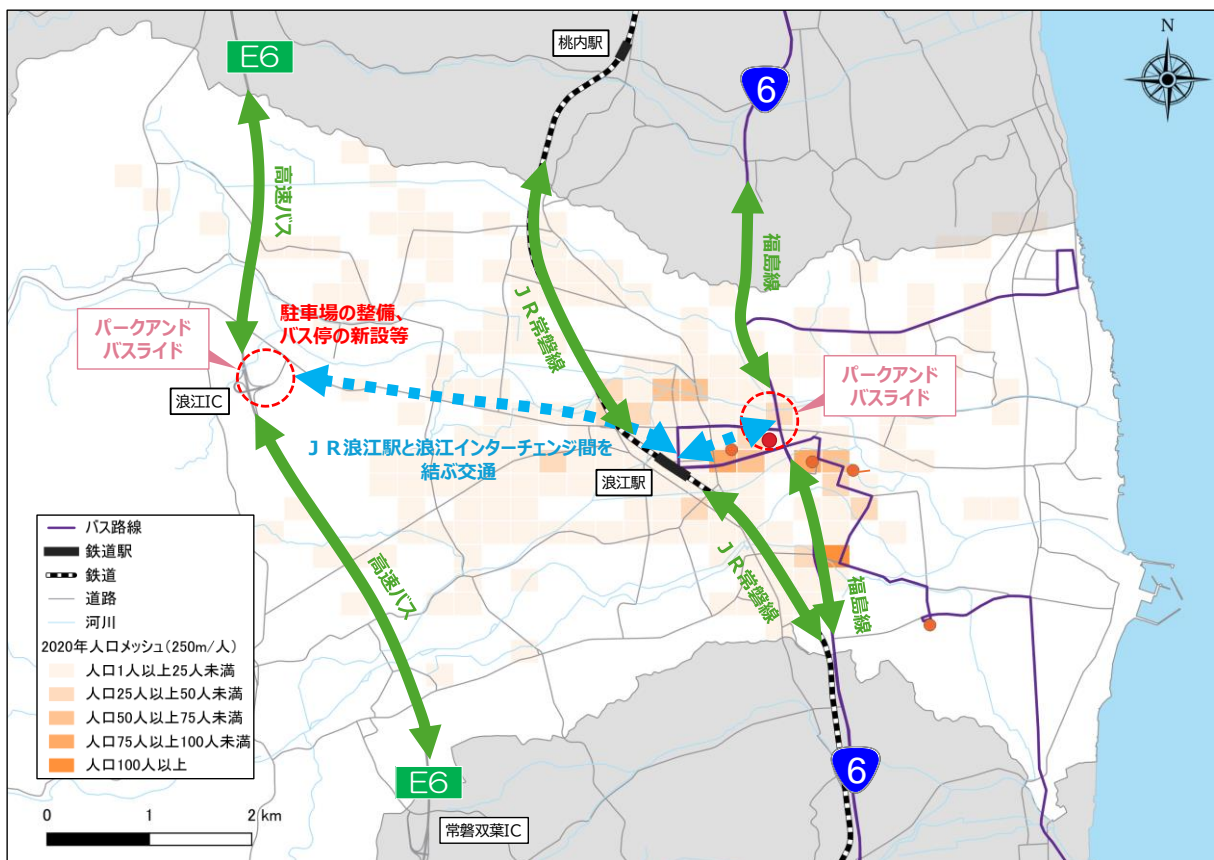 桃内駅
N
E6
6
高速バス
福島線
JR常磐線
駐車場の整備、
バス停の新設等
パークアンド
バスライド
パークアンド
バスライド
浪江IC
JR浪江駅と浪江インターチェンジ間を
結ぶ交通
浪江駅
高速バス
JR常磐線
福島線
バス路線
鉄道駅
鉄道
道路
河川
2020年人口メッシュ(250m/人)
人口1人以上25人未満
人口25人以上50人未満
人口50人以上75人未満
人口75人以上100人未満
人口100人以上
E6
6
0 1 2 km
常磐双葉IC